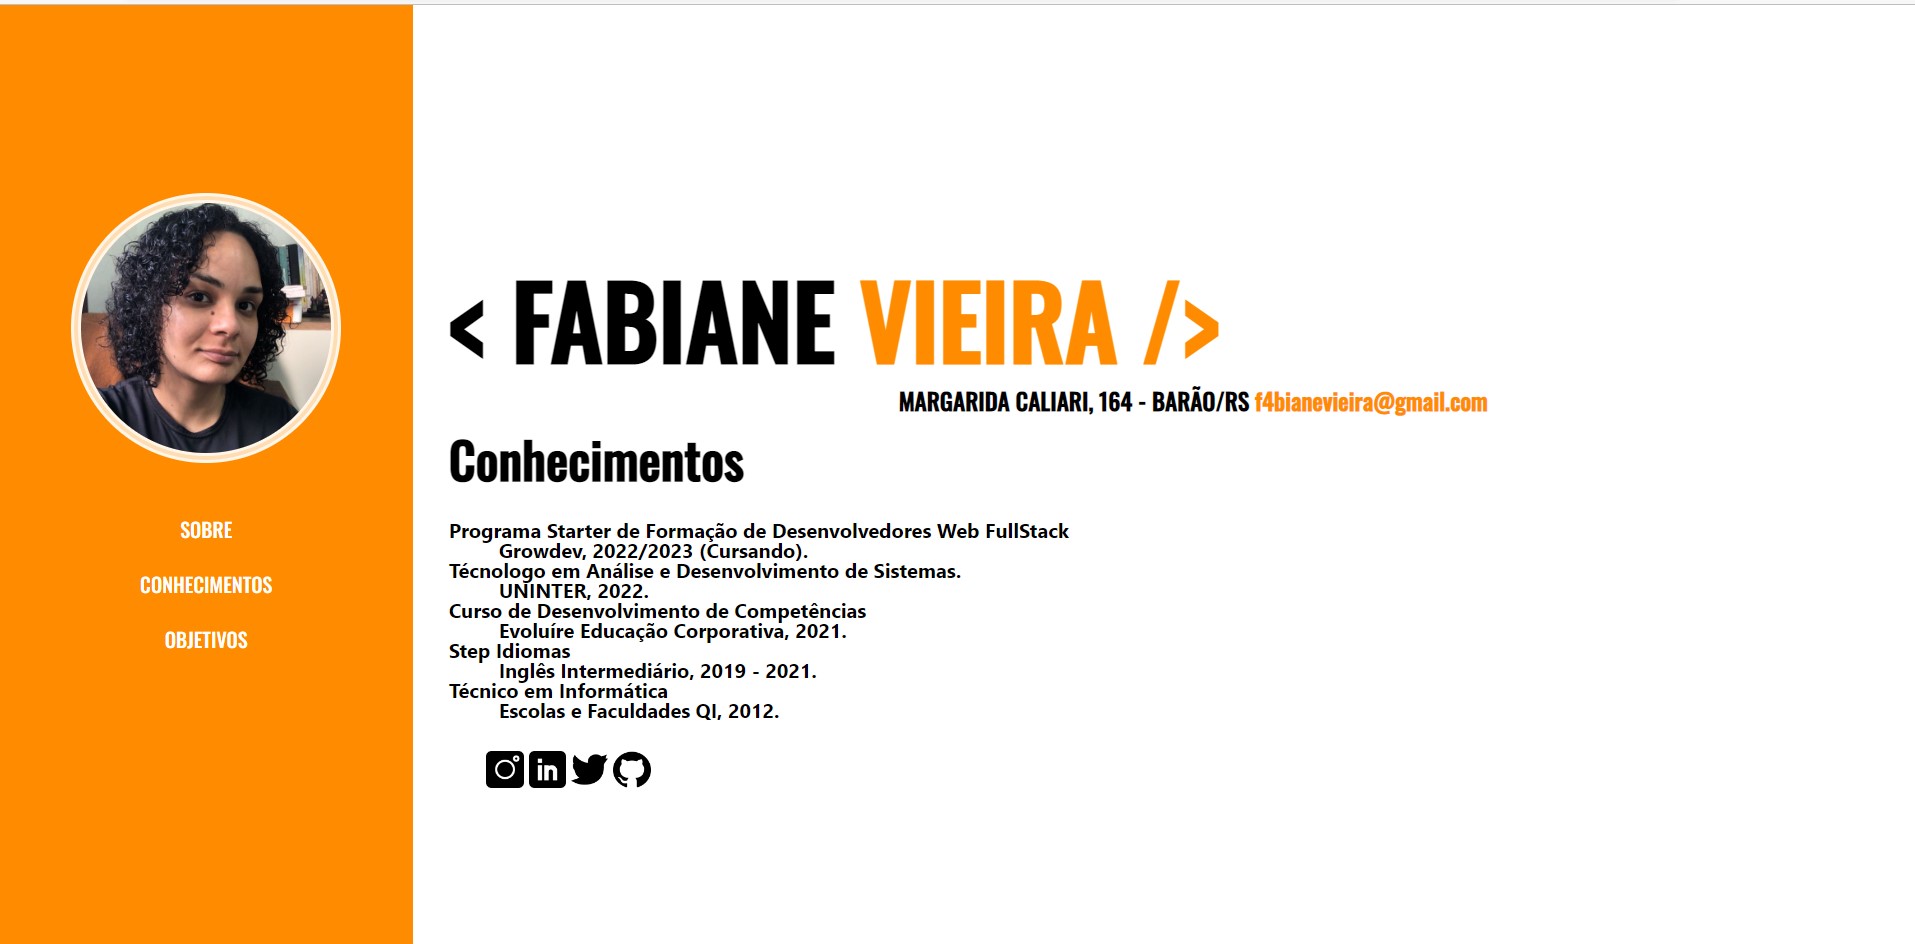 SOBRE
CONHECIMENTOS
OBJETIVOS
< FABIANE VIEIRA />
MARGARIDA CALIARI, 164 - BARÃO/RS f4bianevieira@gmail.com
Conhecimentos
Programa Starter de Formação de Desenvolvedores Web FullStack
Growdev, 2022/2023 (Cursando).
Técnologo em Análise e Desenvolvimento de Sistemas.
UNINTER, 2022.
Curso de Desenvolvimento de Competências
Evoluíre Educação Corporativa, 2021.
Step Idiomas
Inglês Intermediário, 2019 - 2021.
Técnico em Informática
Escolas e Faculdades QI, 2012.
in